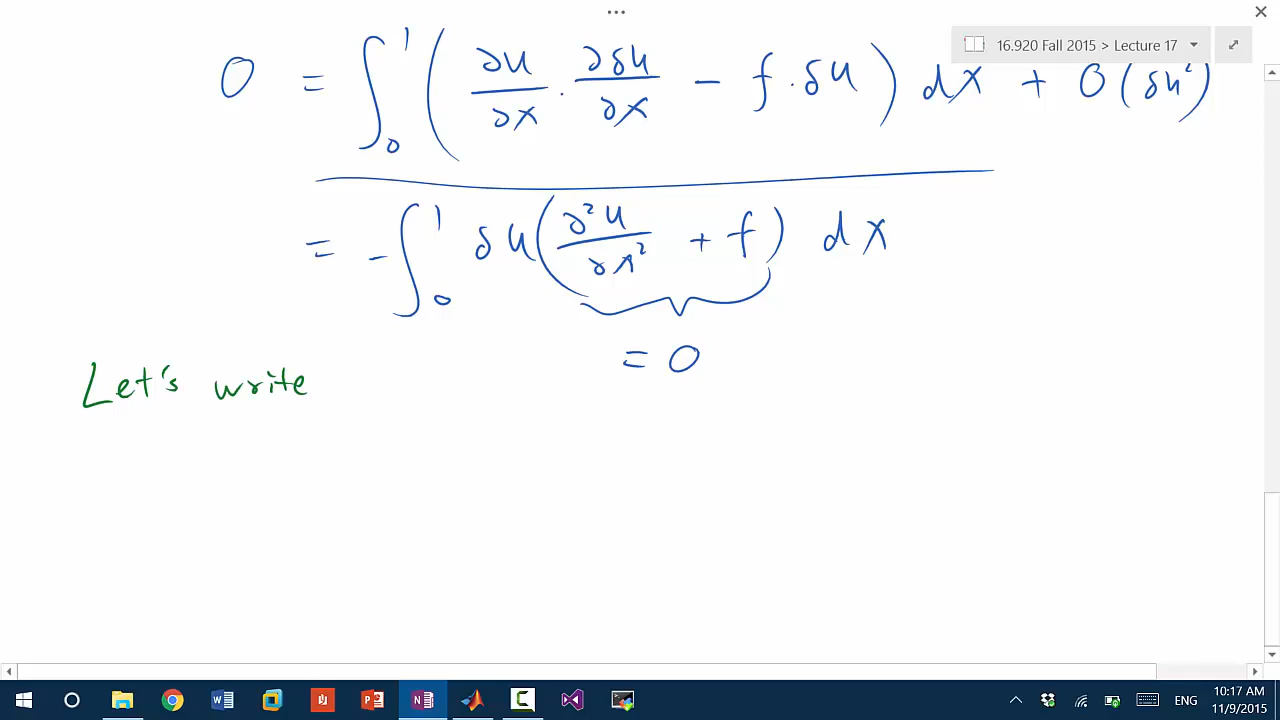 ...
16.920 Fall 2015 > Lecture 17
0 = ∫₀¹ ( ∂u/∂x · ∂δu/∂x − f · δu ) dx + O(δu²)
= − ∫₀¹ δu ( ∂²u/∂x² + f ) dx
= 0
Let's write
ENG
10:17 AM
11/9/2015